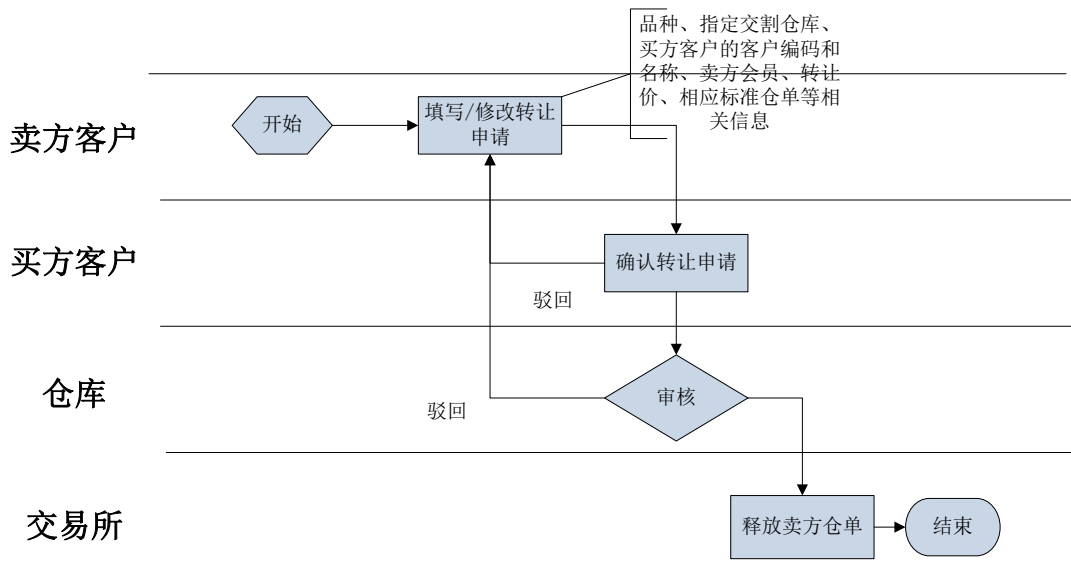 品种、指定交割仓库、
买方客户的客户编码和
名称、卖方会员、转让
价、相应标准仓单等相
关信息
卖方客户
开始
填写/修改转让
申请
买方客户
确认转让申请
驳回
仓库
审核
驳回
交易所
释放卖方仓单
结束